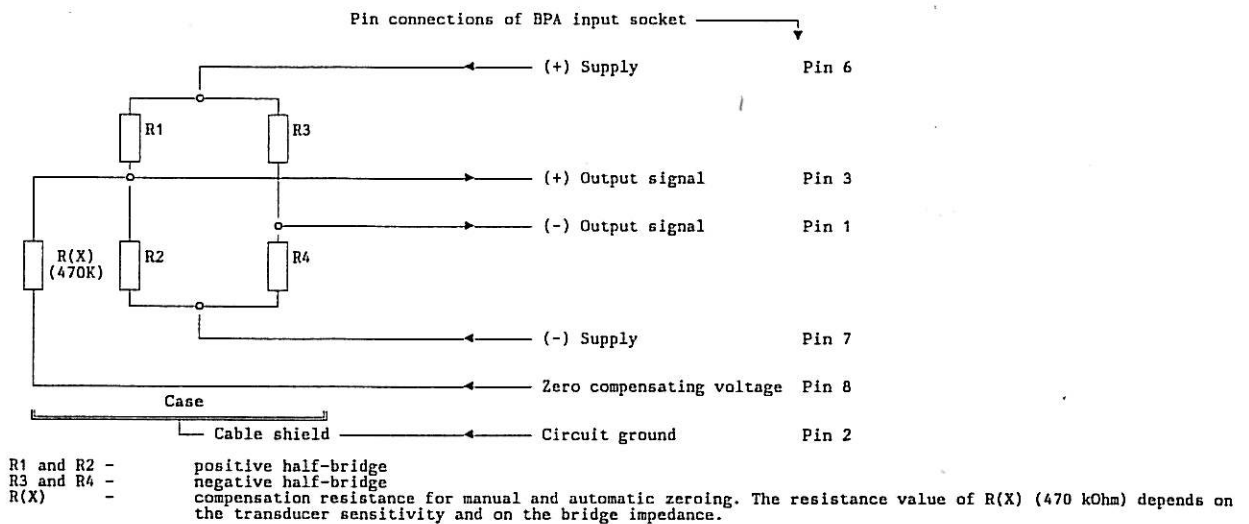 Pin connections of BPA input socket
(+) Supply Pin 6
R1 R3
(+) Output signal Pin 3
(-) Output signal Pin 1
R(X)
(470K)
R2 R4
(-) Supply Pin 7
Zero compensating voltage Pin 8
Case
Cable shield Circuit ground Pin 2
R1 and R2 - positive half-bridge
R3 and R4 - negative half-bridge
R(X) - compensation resistance for manual and automatic zeroing. The resistance value of R(X) (470 kOhm) depends on
the transducer sensitivity and on the bridge impedance.